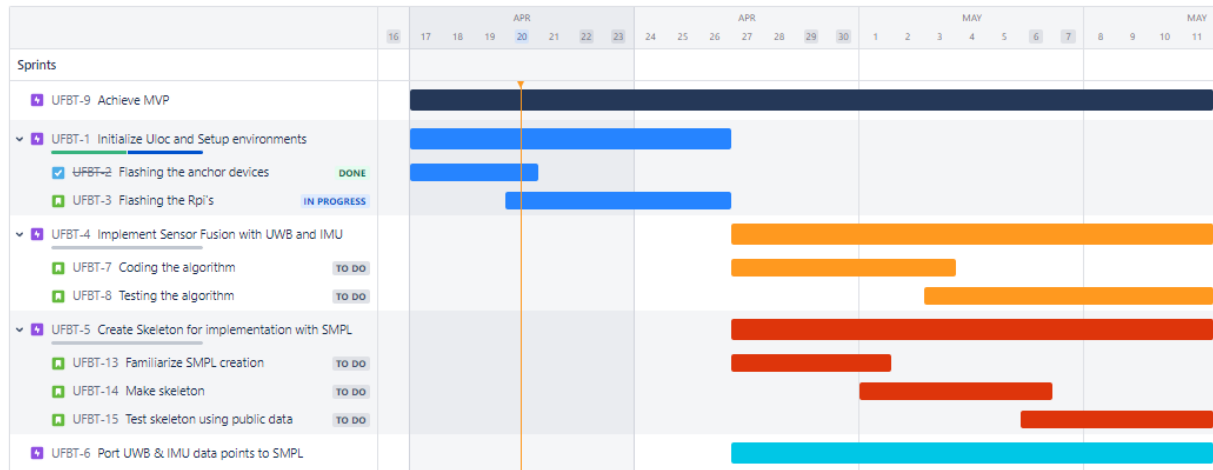 APR APR MAY MAY
16 17 18 19 20 21 22 23 24 25 26 27 28 29 30 1 2 3 4 5 6 7 8 9 10 11
Sprints
UFBT-9 Achieve MVP
UFBT-1 Initialize Uloc and Setup environments
UFBT-2 Flashing the anchor devices DONE
UFBT-3 Flashing the Rpi's IN PROGRESS
UFBT-4 Implement Sensor Fusion with UWB and IMU
UFBT-7 Coding the algorithm TO DO
UFBT-8 Testing the algorithm TO DO
UFBT-5 Create Skeleton for implementation with SMPL
UFBT-13 Familiarize SMPL creation TO DO
UFBT-14 Make skeleton TO DO
UFBT-15 Test skeleton using public data TO DO
UFBT-6 Port UWB & IMU data points to SMPL